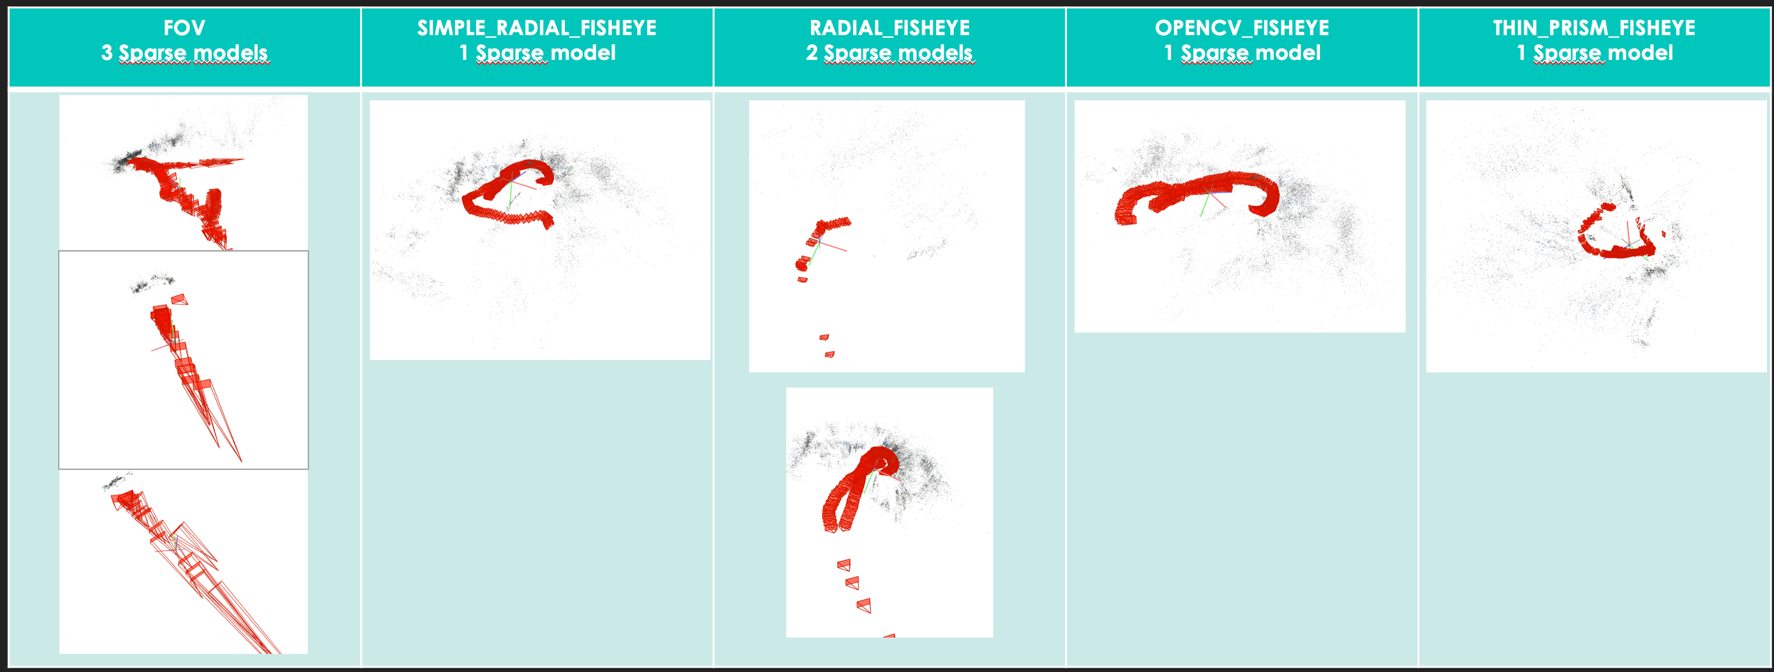 FOV
3 Sparse models
SIMPLE_RADIAL_FISHEYE
1 Sparse model
RADIAL_FISHEYE
2 Sparse models
OPENCV_FISHEYE
1 Sparse model
THIN_PRISM_FISHEYE
1 Sparse model